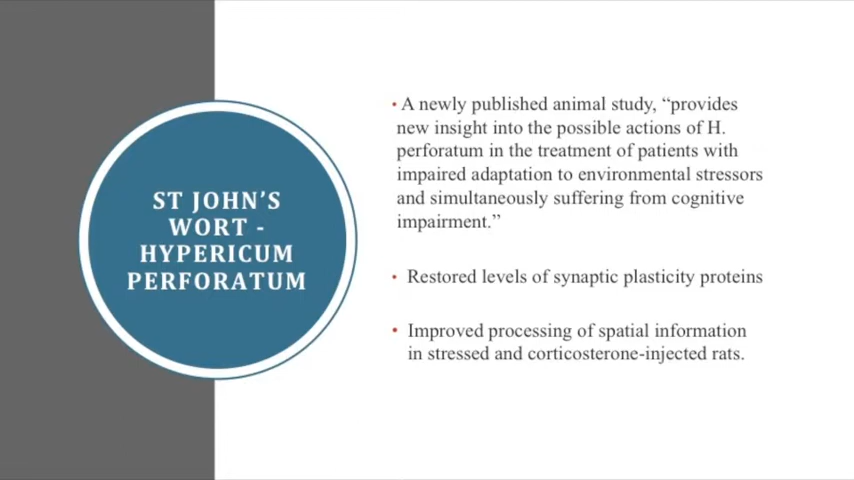 ST JOHN’S
WORT -
HYPERICUM
PERFORATUM
• A newly published animal study, “provides
new insight into the possible actions of H.
perforatum in the treatment of patients with
impaired adaptation to environmental stressors
and simultaneously suffering from cognitive
impairment.”
• Restored levels of synaptic plasticity proteins
• Improved processing of spatial information
in stressed and corticosterone-injected rats.